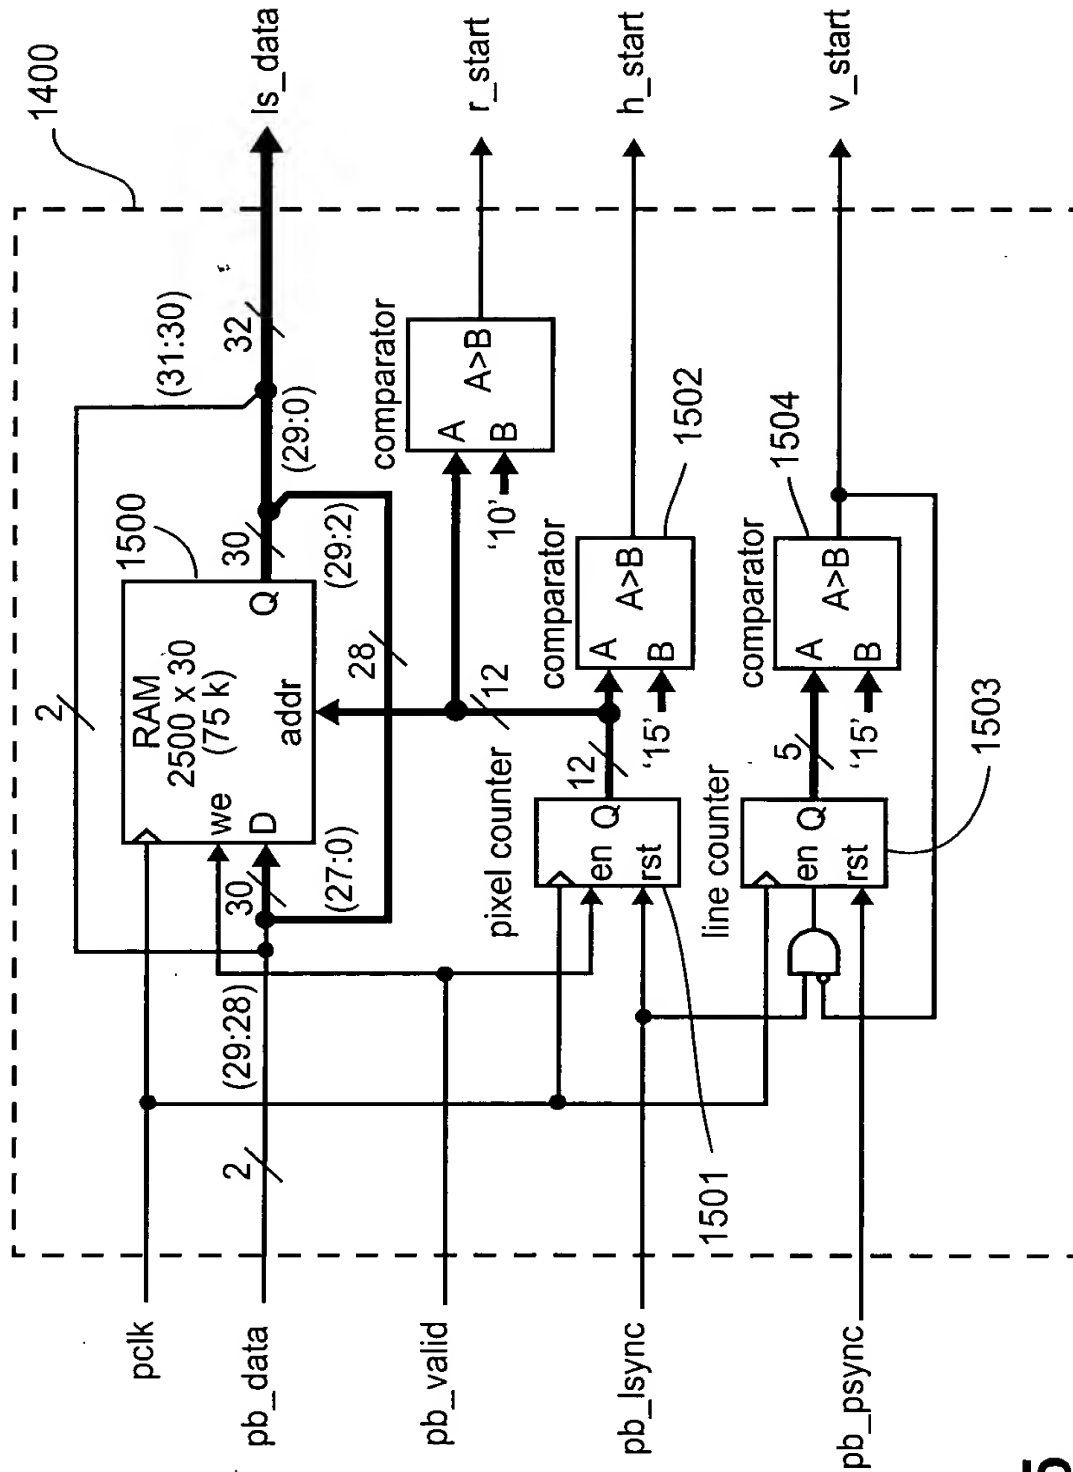 1400
ls_data
r_start
h_start
v_start
(31:30)
32
(29:0)
2
1500
30
(29:2)
28
RAM
2500 x 30
(75 k)
Q
addr
we
D
30
(27:0)
(29:28)
2
comparator
A
B
A>B
'10'
12
1502
comparator
A
B
A>B
'15'
12
pixel counter
en Q
rst
1501
1504
comparator
A
B
A>B
'15'
5
line counter
en Q
rst
1503
pclk
pb_data
pb_valid
pb_lsync
pb_psync
5